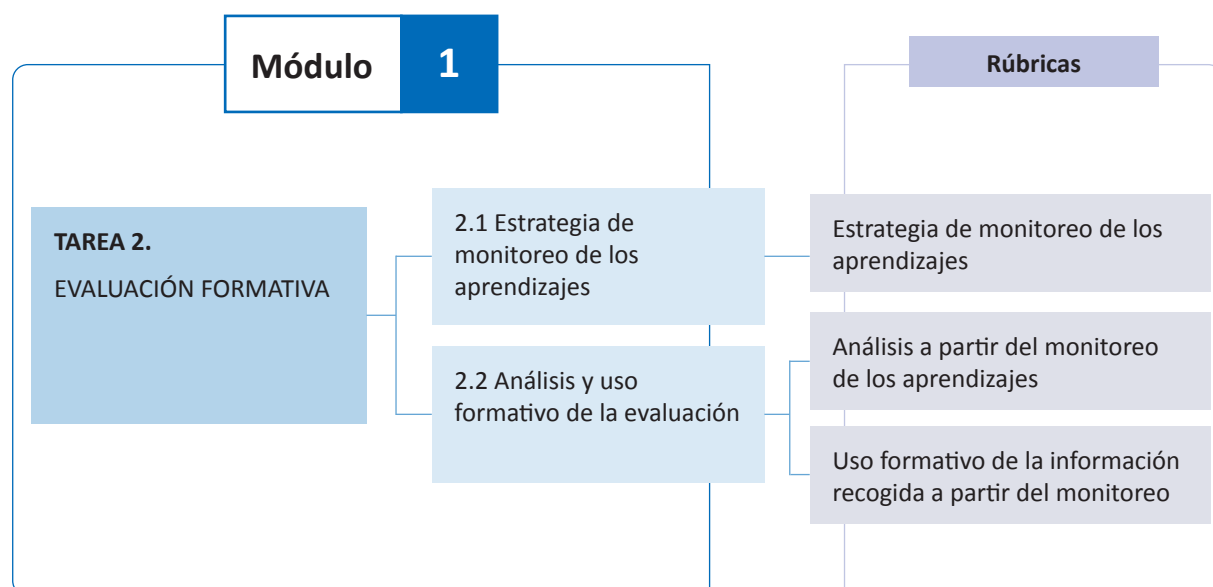 Módulo 1
Rúbricas
TAREA 2.
EVALUACIÓN FORMATIVA
2.1 Estrategia de
monitoreo de los
aprendizajes
2.2 Análisis y uso
formativo de la evaluación
Estrategia de monitoreo de los
aprendizajes
Análisis a partir del monitoreo
de los aprendizajes
Uso formativo de la información
recogida a partir del monitoreo